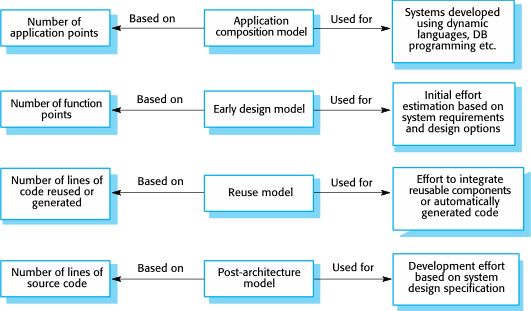 Number of
application points
Based on
Application
composition model
Used for
Systems developed
using dynamic
languages, DB
programming etc.
Number of function
points
Based on
Early design model
Used for
Initial effort
estimation based on
system requirements
and design options
Number of lines of
code reused or
generated
Based on
Reuse model
Used for
Effort to integrate
reusable components
or automatically
generated code
Number of lines of
source code
Based on
Post-architecture
model
Used for
Development effort
based on system
design specification